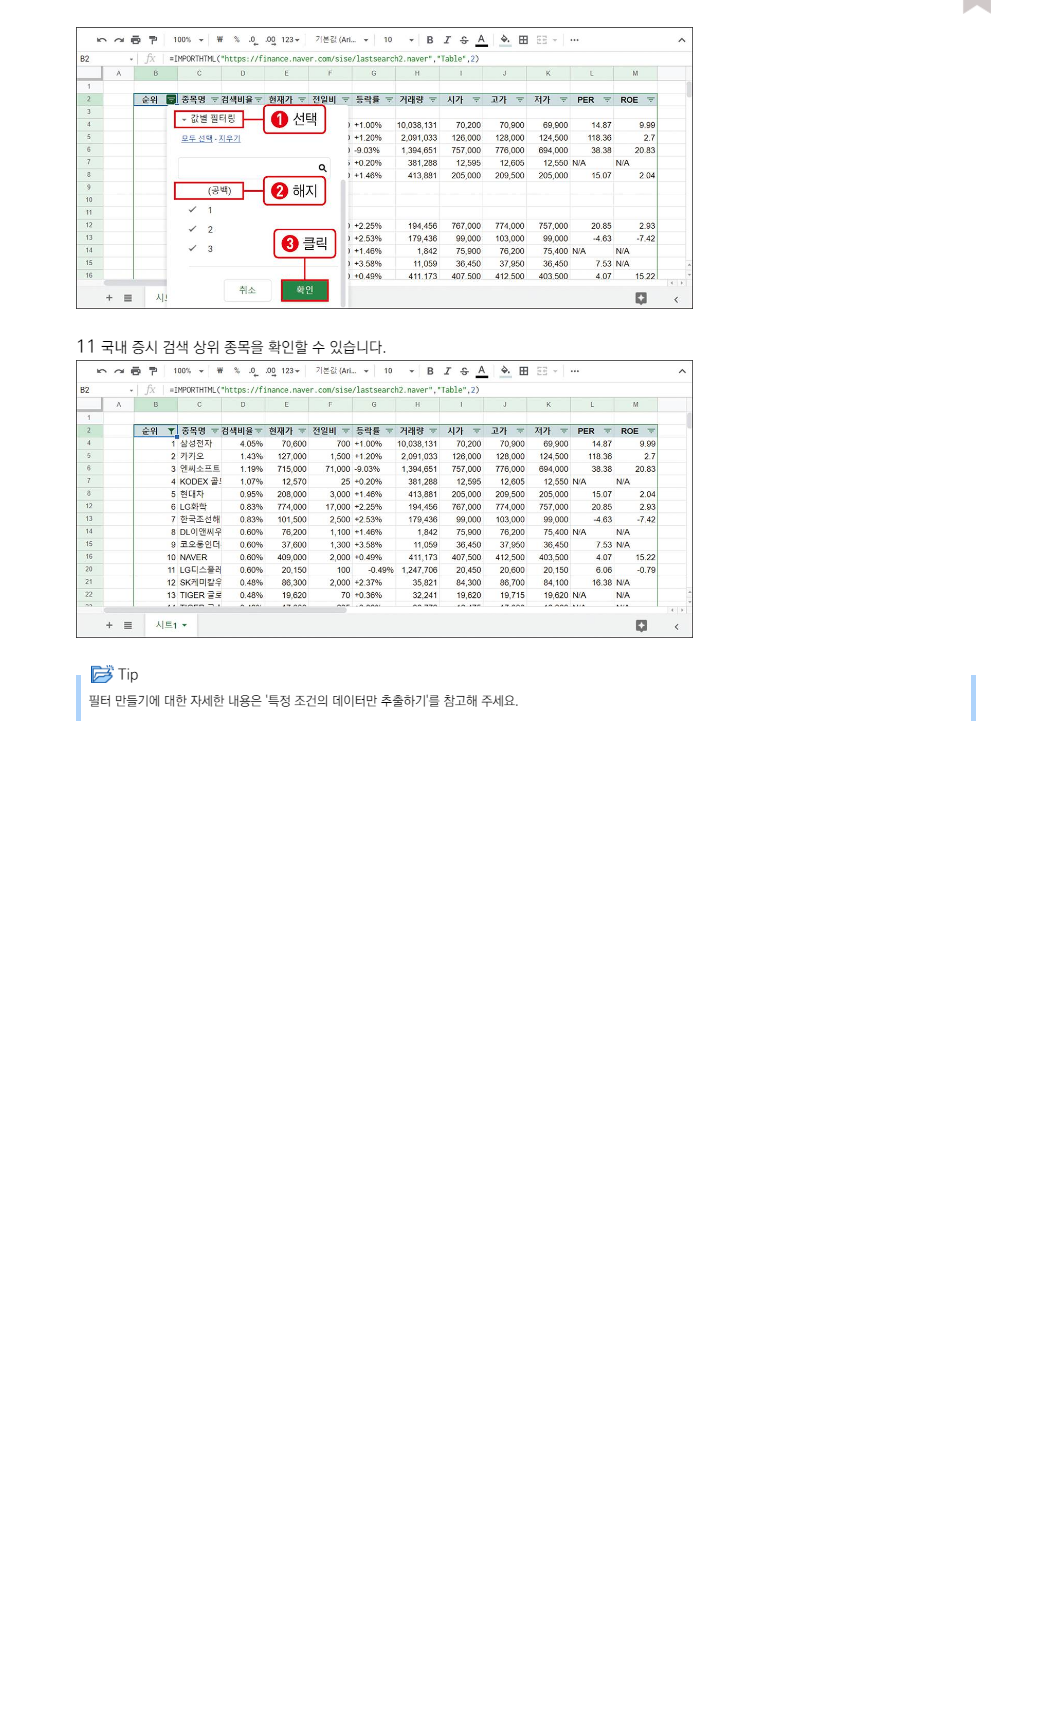 100% ₩ % .0 .00 123 기본값 (Ari... 10 B I S A ...
B2 fx =IMPORTHTML("https://finance.naver.com/sise/lastsearch2.naver","Table",2)
A B C D E F G H I J K L M
1
2 순위 종목명 검색비율 현재가 전일비 등락률 거래량 시가 고가 저가 PER ROE
3 값별 필터링 1 선택
4 +1.00% 10,038,131 70,200 70,900 69,900 14.87 9.99
5 모두 선택 - 지우기 +1.20% 2,091,033 126,000 128,000 124,500 118.36 2.7
6 -9.03% 1,394,651 757,000 776,000 694,000 38.38 20.83
7 +0.20% 381,288 12,595 12,605 12,550 N/A N/A
8 +1.46% 413,881 205,000 209,500 205,000 15.07 2.04
9 (공백) 2 해지
10
11 1
12 2 +2.25% 194,456 767,000 774,000 757,000 20.85 2.93
13 3 클릭 +2.53% 179,436 99,000 103,000 99,000 -4.63 -7.42
14 3 +1.46% 1,842 75,900 76,200 75,400 N/A N/A
15 +3.58% 11,059 36,450 37,950 36,450 7.53 N/A
16 +0.49% 411,173 407,500 412,500 403,500 4.07 15.22
취소 확인
+ 시트
11 국내 증시 검색 상위 종목을 확인할 수 있습니다.
100% ₩ % .0 .00 123 기본값 (Ari... 10 B I S A ...
B2 fx =IMPORTHTML("https://finance.naver.com/sise/lastsearch2.naver","Table",2)
A B C D E F G H I J K L M
1
2 순위 종목명 검색비율 현재가 전일비 등락률 거래량 시가 고가 저가 PER ROE
4 1 삼성전자 4.05% 70,600 700 +1.00% 10,038,131 70,200 70,900 69,900 14.87 9.99
5 2 카카오 1.43% 127,000 1,500 +1.20% 2,091,033 126,000 128,000 124,500 118.36 2.7
6 3 엔씨소프트 1.19% 715,000 71,000 -9.03% 1,394,651 757,000 776,000 694,000 38.38 20.83
7 4 KODEX 골 1.07% 12,570 25 +0.20% 381,288 12,595 12,605 12,550 N/A N/A
8 5 현대차 0.95% 208,000 3,000 +1.46% 413,881 205,000 209,500 205,000 15.07 2.04
12 6 LG화학 0.83% 774,000 17,000 +2.25% 194,456 767,000 774,000 757,000 20.85 2.93
13 7 한국조선해 0.83% 101,500 2,500 +2.53% 179,436 99,000 103,000 99,000 -4.63 -7.42
14 8 DL이앤씨우 0.60% 76,200 1,100 +1.46% 1,842 75,900 76,200 75,400 N/A N/A
15 9 코오롱인더 0.60% 37,600 1,300 +3.58% 11,059 36,450 37,950 36,450 7.53 N/A
16 10 NAVER 0.60% 409,000 2,000 +0.49% 411,173 407,500 412,500 403,500 4.07 15.22
20 11 LG디스플레 0.60% 20,150 100 -0.49% 1,247,706 20,450 20,600 20,150 6.06 -0.79
21 12 SK케미칼우 0.48% 86,300 2,000 +2.37% 35,821 84,300 86,700 84,100 16.38 N/A
22 13 TIGER 글로 0.48% 19,620 70 +0.36% 32,241 19,620 19,715 19,620 N/A N/A
+ 시트1
Tip
필터 만들기에 대한 자세한 내용은 '특정 조건의 데이터만 추출하기'를 참고해 주세요.